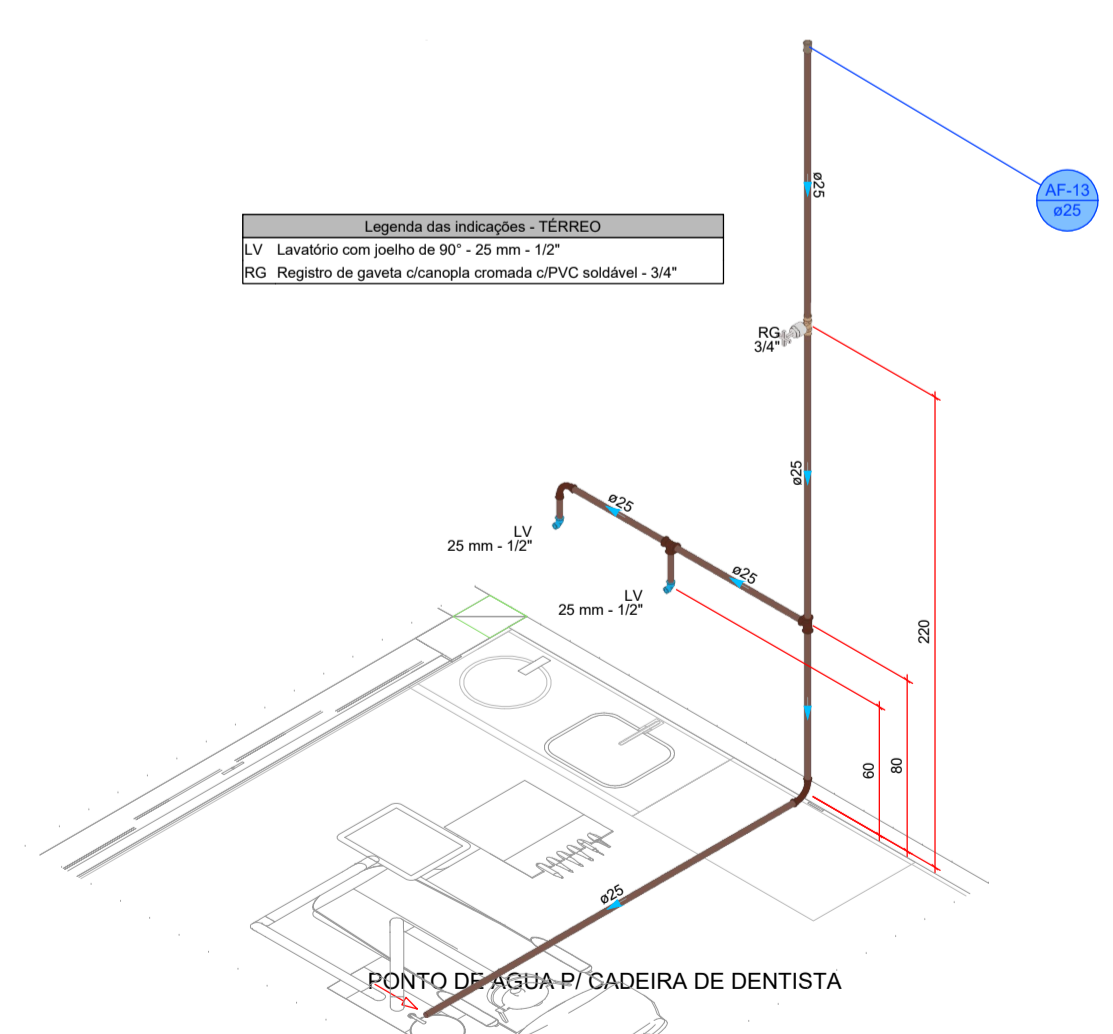 AF-13
ø25
ø25
Legenda das indicações - TÉRREO
LV Lavatório com joelho de 90° - 25 mm - 1/2"
RG Registro de gaveta c/canopla cromada c/PVC soldável - 3/4"
RG
3/4"
ø25
ø25
LV
25 mm - 1/2"
ø25
LV
25 mm - 1/2"
220
60
80
ø25
PONTO DE ÁGUA P/ CADEIRA DE DENTISTA